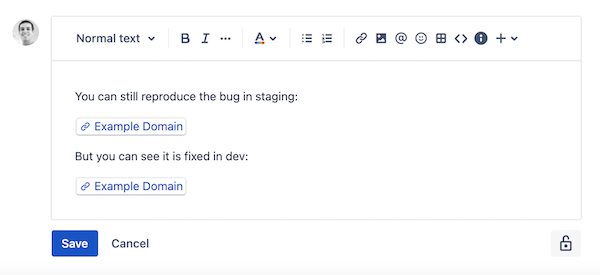 Normal text
B I ... A
You can still reproduce the bug in staging:
Example Domain
But you can see it is fixed in dev:
Example Domain
Save Cancel